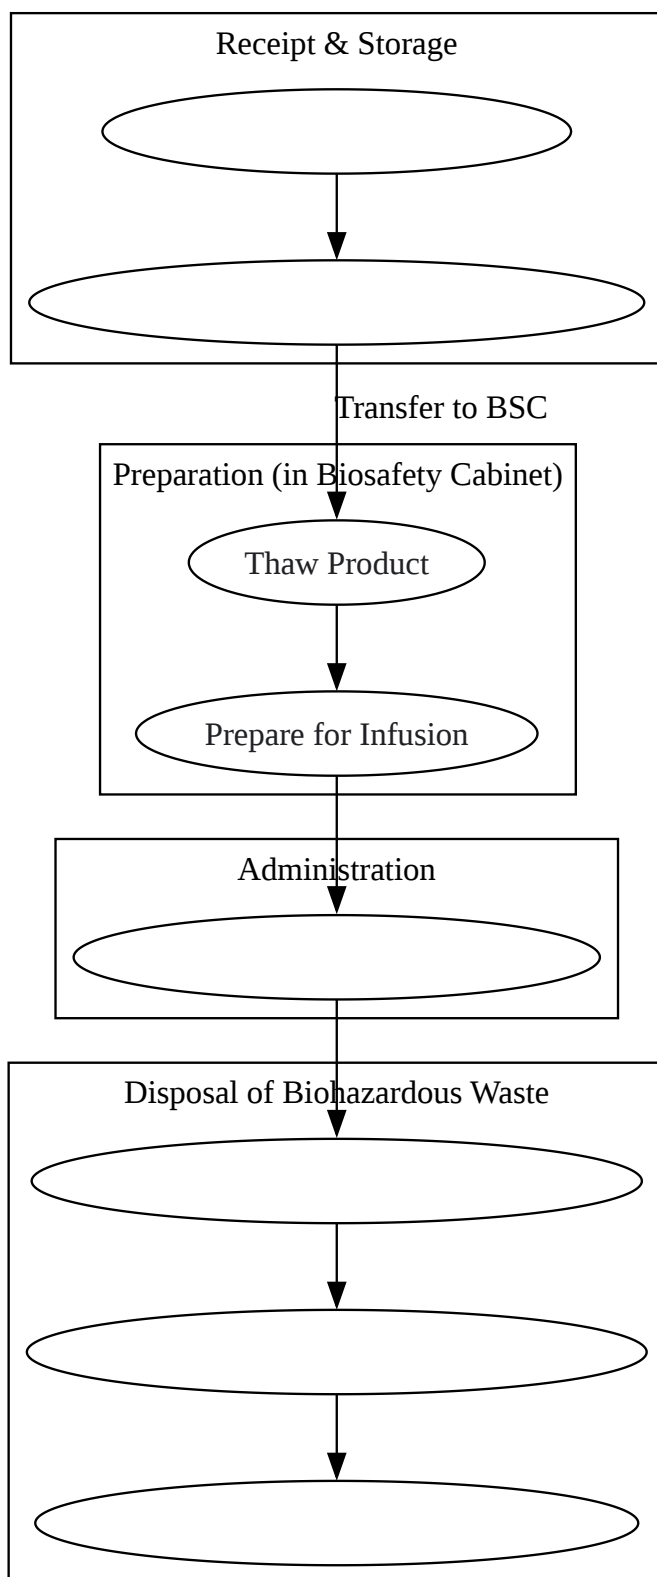 Receipt & Storage
Transfer to BSC
Preparation (in Biosafety Cabinet)
Thaw Product
Prepare for Infusion
Administration
Disposal of Biohazardous Waste